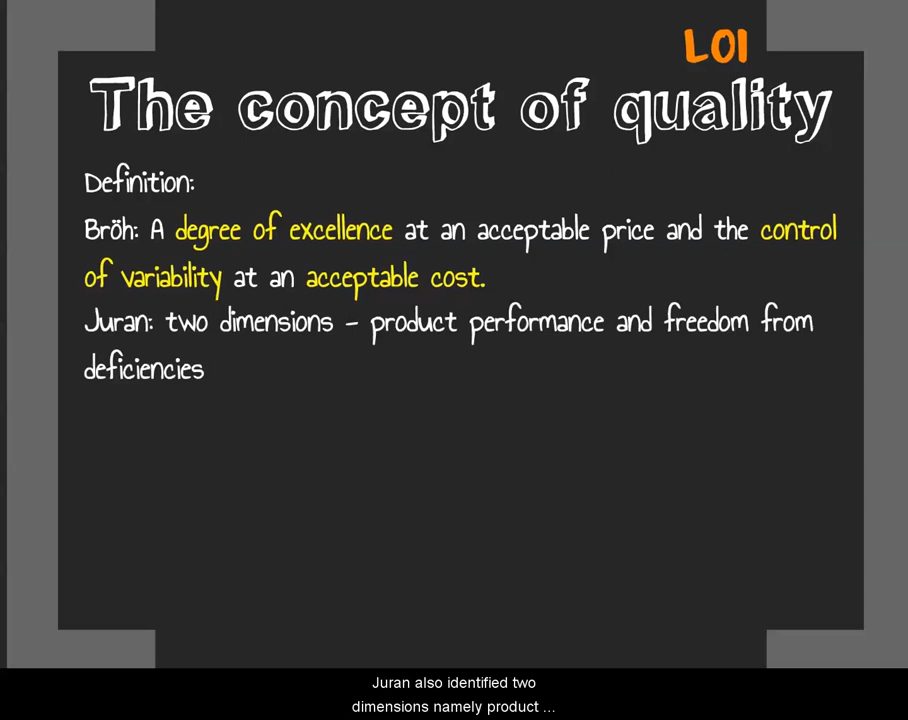 LO1
The concept of quality
Definition:
Bröh: A degree of excellence at an acceptable price and the control
of variability at an acceptable cost.
Juran: two dimensions - product performance and freedom from
deficiencies
Juran also identified two
dimensions namely product ...